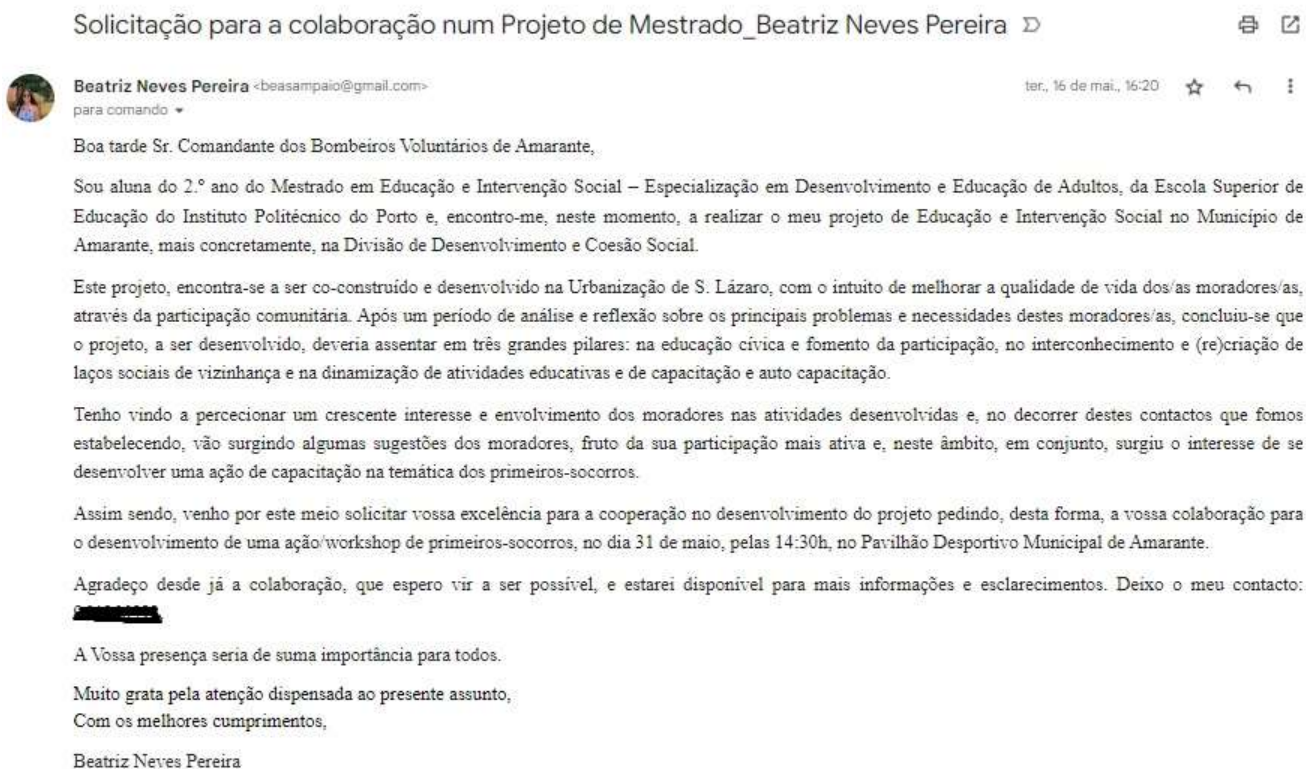 Solicitação para a colaboração num Projeto de Mestrado_Beatriz Neves Pereira
Beatriz Neves Pereira <beasampaio@gmail.com>
ter., 16 de mai., 16:20
para comando
Boa tarde Sr. Comandante dos Bombeiros Voluntários de Amarante,
Sou aluna do 2.º ano do Mestrado em Educação e Intervenção Social – Especialização em Desenvolvimento e Educação de Adultos, da Escola Superior de
Educação do Instituto Politécnico do Porto e, encontro-me, neste momento, a realizar o meu projeto de Educação e Intervenção Social no Município de
Amarante, mais concretamente, na Divisão de Desenvolvimento e Coesão Social.
Este projeto, encontra-se a ser co-construído e desenvolvido na Urbanização de S. Lázaro, com o intuito de melhorar a qualidade de vida dos/as moradores/as,
através da participação comunitária. Após um período de análise e reflexão sobre os principais problemas e necessidades destes moradores/as, concluiu-se que
o projeto, a ser desenvolvido, deveria assentar em três grandes pilares: na educação cívica e fomento da participação, no interconhecimento e (re)criação de
laços sociais de vizinhança e na dinamização de atividades educativas e de capacitação e auto capacitação.
Tenho vindo a percecionar um crescente interesse e envolvimento dos moradores nas atividades desenvolvidas e, no decorrer destes contactos que fomos
estabelecendo, vão surgindo algumas sugestões dos moradores, fruto da sua participação mais ativa e, neste âmbito, em conjunto, surgiu o interesse de se
desenvolver uma ação de capacitação na temática dos primeiros-socorros.
Assim sendo, venho por este meio solicitar vossa excelência para a cooperação no desenvolvimento do projeto pedindo, desta forma, a vossa colaboração para
o desenvolvimento de uma ação/workshop de primeiros-socorros, no dia 31 de maio, pelas 14:30h, no Pavilhão Desportivo Municipal de Amarante.
Agradeço desde já a colaboração, que espero vir a ser possível, e estarei disponível para mais informações e esclarecimentos. Deixo o meu contacto:
A Vossa presença seria de suma importância para todos.
Muito grata pela atenção dispensada ao presente assunto,
Com os melhores cumprimentos,
Beatriz Neves Pereira